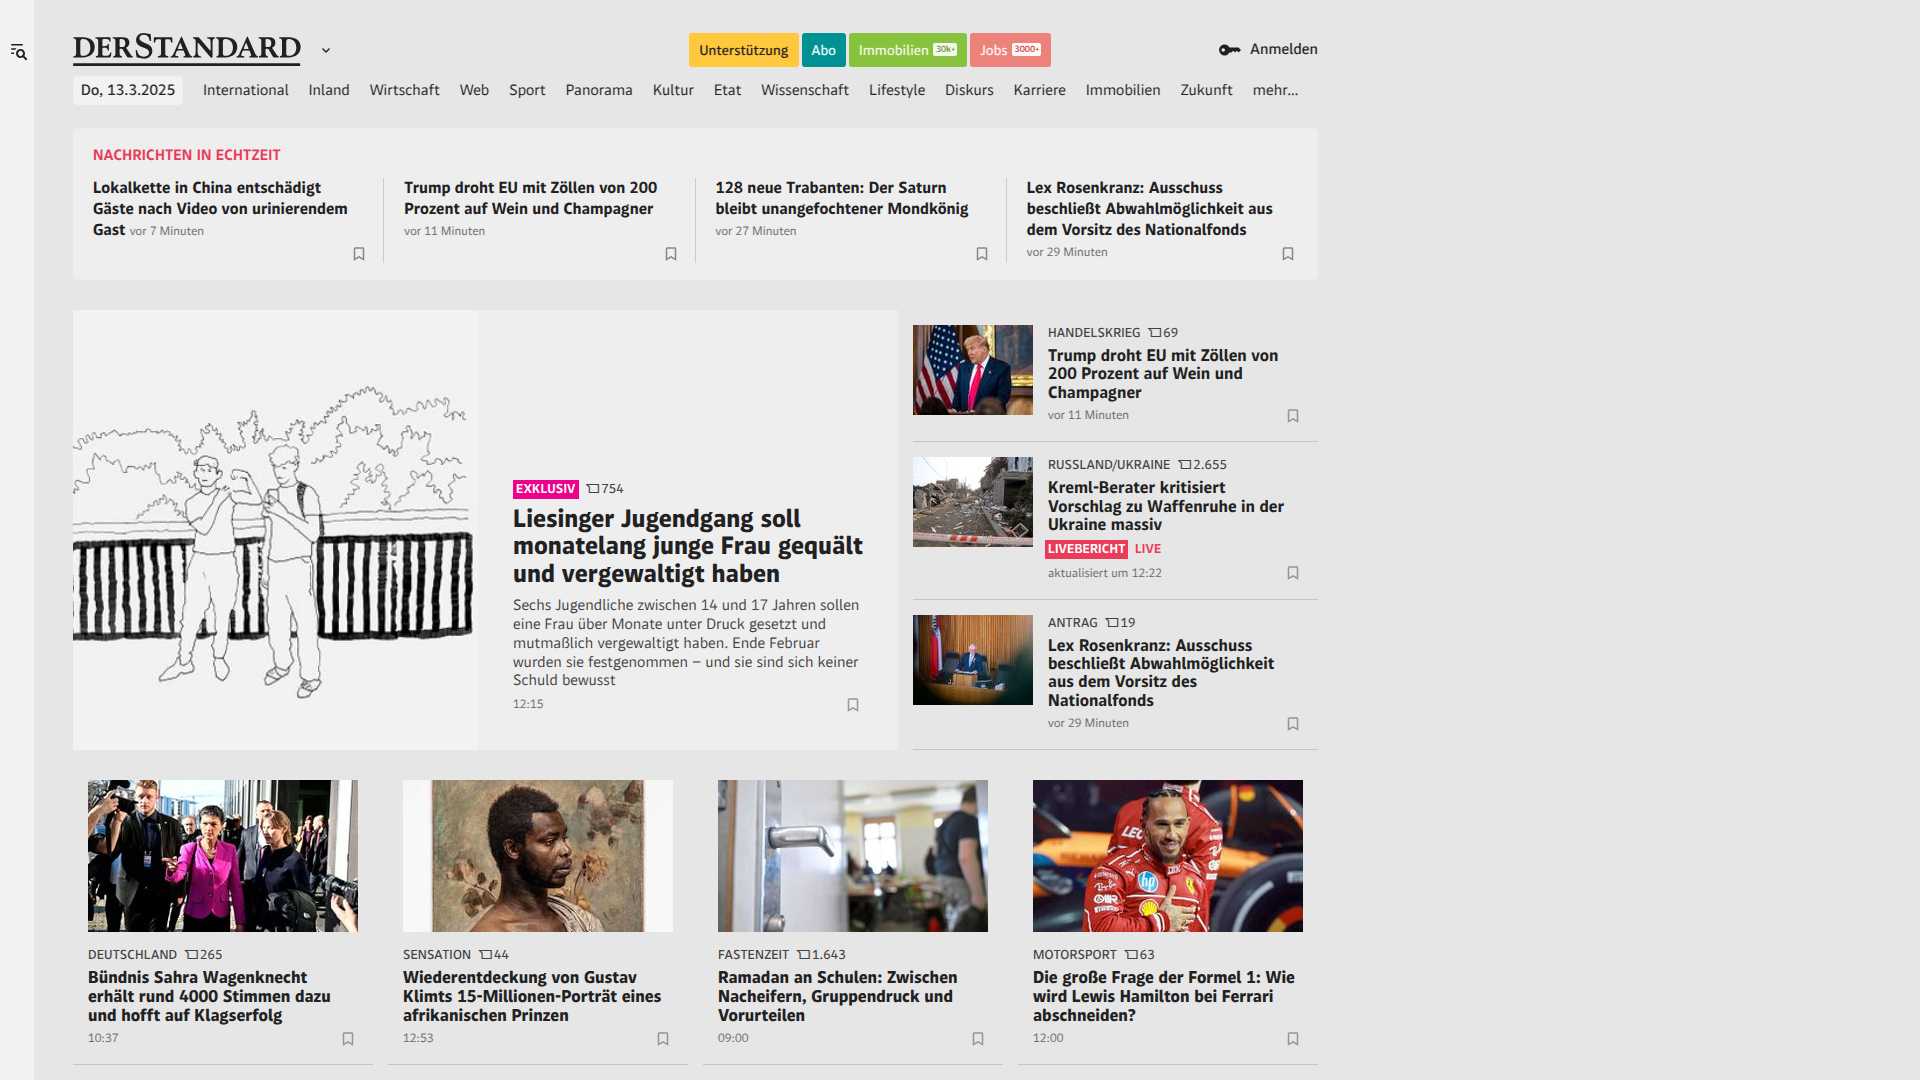 DERSTANDARD
Unterstützung
Abo
Immobilien 30k+
Jobs 3000+
Anmelden
Do, 13.3.2025
International
Inland
Wirtschaft
Web
Sport
Panorama
Kultur
Etat
Wissenschaft
Lifestyle
Diskurs
Karriere
Immobilien
Zukunft
mehr...
NACHRICHTEN IN ECHTZEIT
Lokalkette in China entschädigt
Gäste nach Video von urinierendem
Gast vor 7 Minuten
Trump droht EU mit Zöllen von 200
Prozent auf Wein und Champagner
vor 11 Minuten
128 neue Trabanten: Der Saturn
bleibt unangefochtener Mondkönig
vor 27 Minuten
Lex Rosenkranz: Ausschuss
beschließt Abwahlmöglichkeit aus
dem Vorsitz des Nationalfonds
vor 29 Minuten
EXKLUSIV 754
Liesinger Jugendgang soll
monatelang junge Frau gequält
und vergewaltigt haben
Sechs Jugendliche zwischen 14 und 17 Jahren sollen
eine Frau über Monate unter Druck gesetzt und
mutmaßlich vergewaltigt haben. Ende Februar
wurden sie festgenommen – und sie sind sich keiner
Schuld bewusst
12:15
HANDELSKRIEG 69
Trump droht EU mit Zöllen von
200 Prozent auf Wein und
Champagner
vor 11 Minuten
RUSSLAND/UKRAINE 2.655
Kreml-Berater kritisiert
Vorschlag zu Waffenruhe in der
Ukraine massiv
LIVEBERICHT LIVE
aktualisiert um 12:22
ANTRAG 19
Lex Rosenkranz: Ausschuss
beschließt Abwahlmöglichkeit
aus dem Vorsitz des
Nationalfonds
vor 29 Minuten
DEUTSCHLAND 265
Bündnis Sahra Wagenknecht
erhält rund 4000 Stimmen dazu
und hofft auf Klagserfolg
10:37
SENSATION 44
Wiederentdeckung von Gustav
Klimts 15-Millionen-Porträt eines
afrikanischen Prinzen
12:53
FASTENZEIT 1.643
Ramadan an Schulen: Zwischen
Nacheifern, Gruppendruck und
Vorurteilen
09:00
hp
MOTORSPORT 63
Die große Frage der Formel 1: Wie
wird Lewis Hamilton bei Ferrari
abschneiden?
12:00